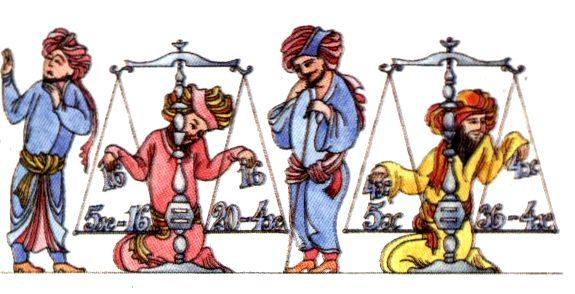 16 16
5x-16 = 20-4x
4x 4x
5x = 36-4x